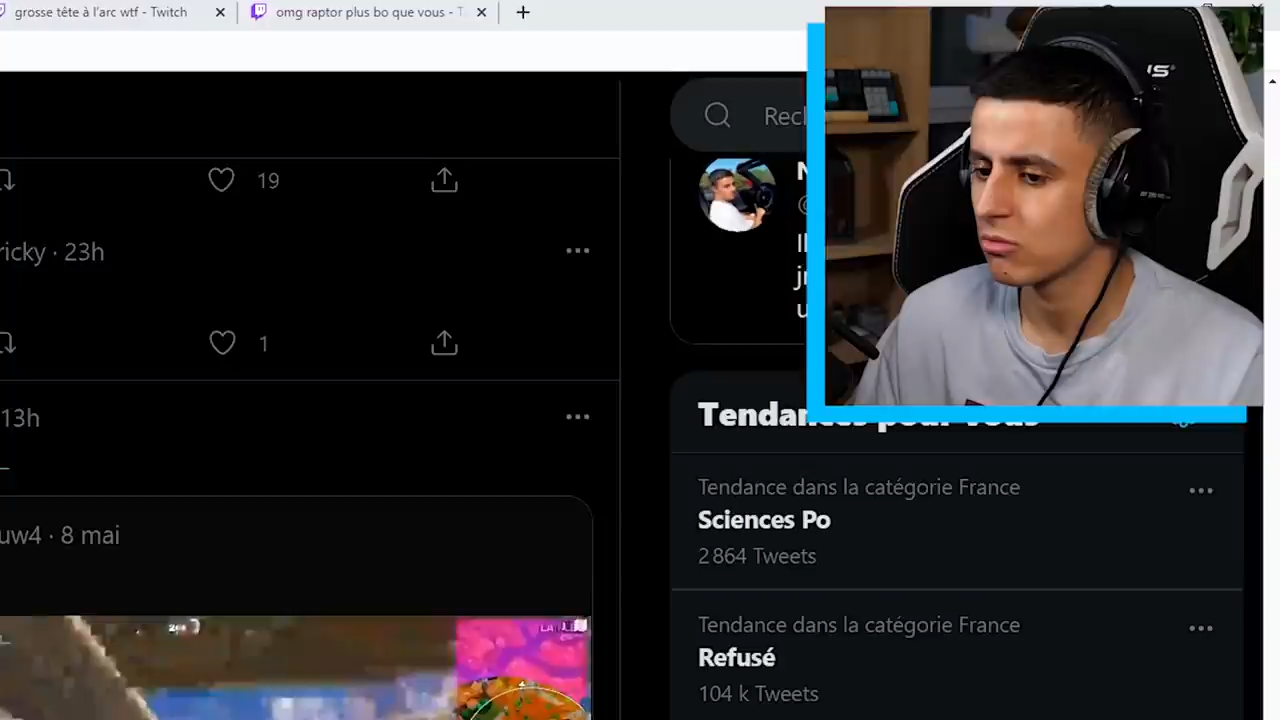 grosse tête à l'arc wtf - Twitch
omg raptor plus bo que vous - T
19
ricky · 23h
1
13h
uw4 · 8 mai
Tendances pour vous
Tendance dans la catégorie France
Sciences Po
2 864 Tweets
Tendance dans la catégorie France
Refusé
104 k Tweets